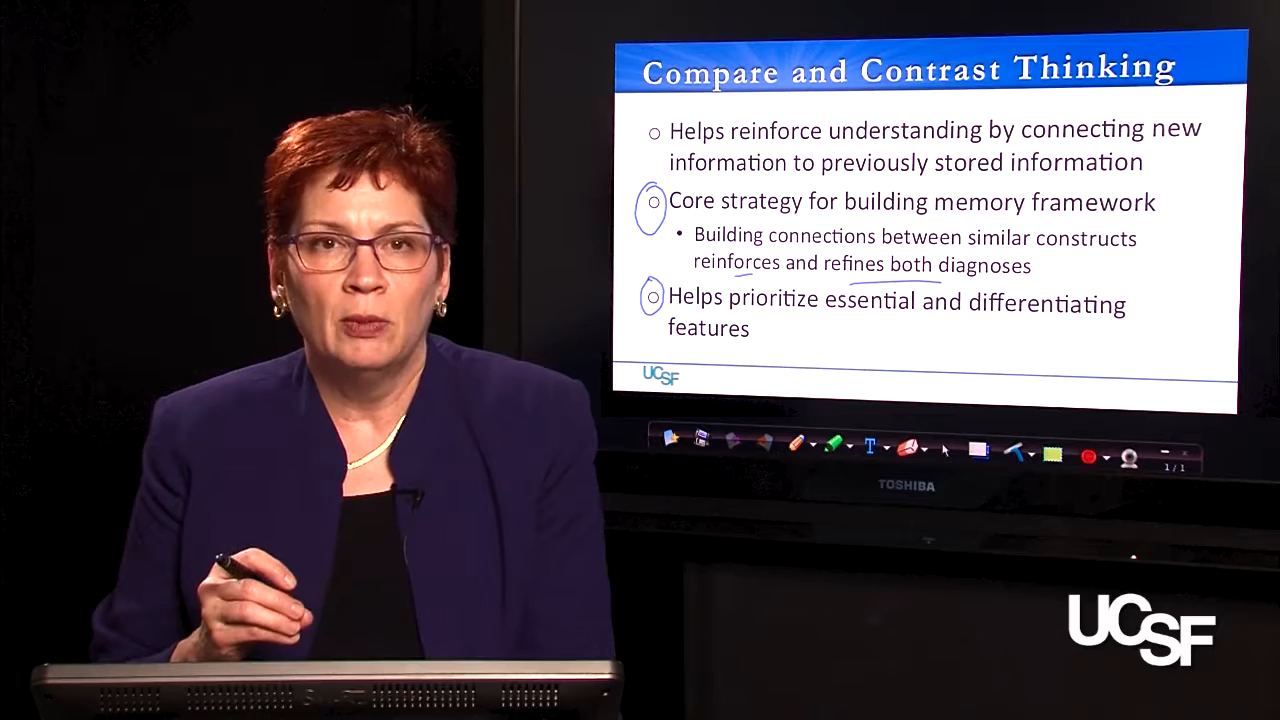 Compare and Contrast Thinking
○ Helps reinforce understanding by connecting new
information to previously stored information
○ Core strategy for building memory framework
• Building connections between similar constructs
reinforces and refines both diagnoses
○ Helps prioritize essential and differentiating
features
UCSF
T
1/1
TOSHIBA
UCSF